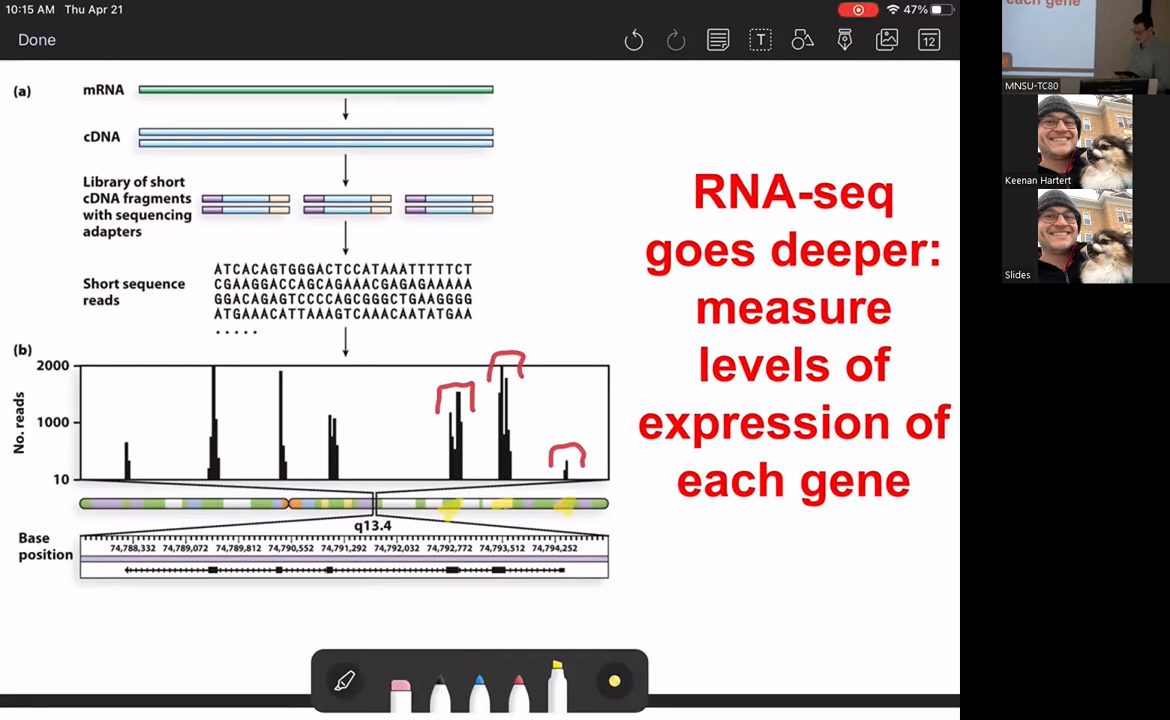 10:15 AM Thu Apr 21
47%
Done
T
12
(a)
mRNA
cDNA
Library of short
cDNA fragments
with sequencing
adapters
Short sequence
reads
ATCACAGTGGGACTCCATAAATTTTTCT
CGAAGGACCAGCAGAAACGAGAGAAAAA
GGACAGAGTCCCCAGCGGGCTGAAGGGG
ATGAAACATTAAAGTCAAACAATATGAA
. . . . .
(b)
No. reads
2000
1000
10
q13.4
Base
position
74,788,332 74,789,072 74,789,812 74,790,552 74,791,292 74,792,032 74,792,772 74,793,512 74,794,252
RNA-seq
goes deeper:
measure
levels of
expression of
each gene
each gene
MNSU-TC80
Keenan Hartert
Slides